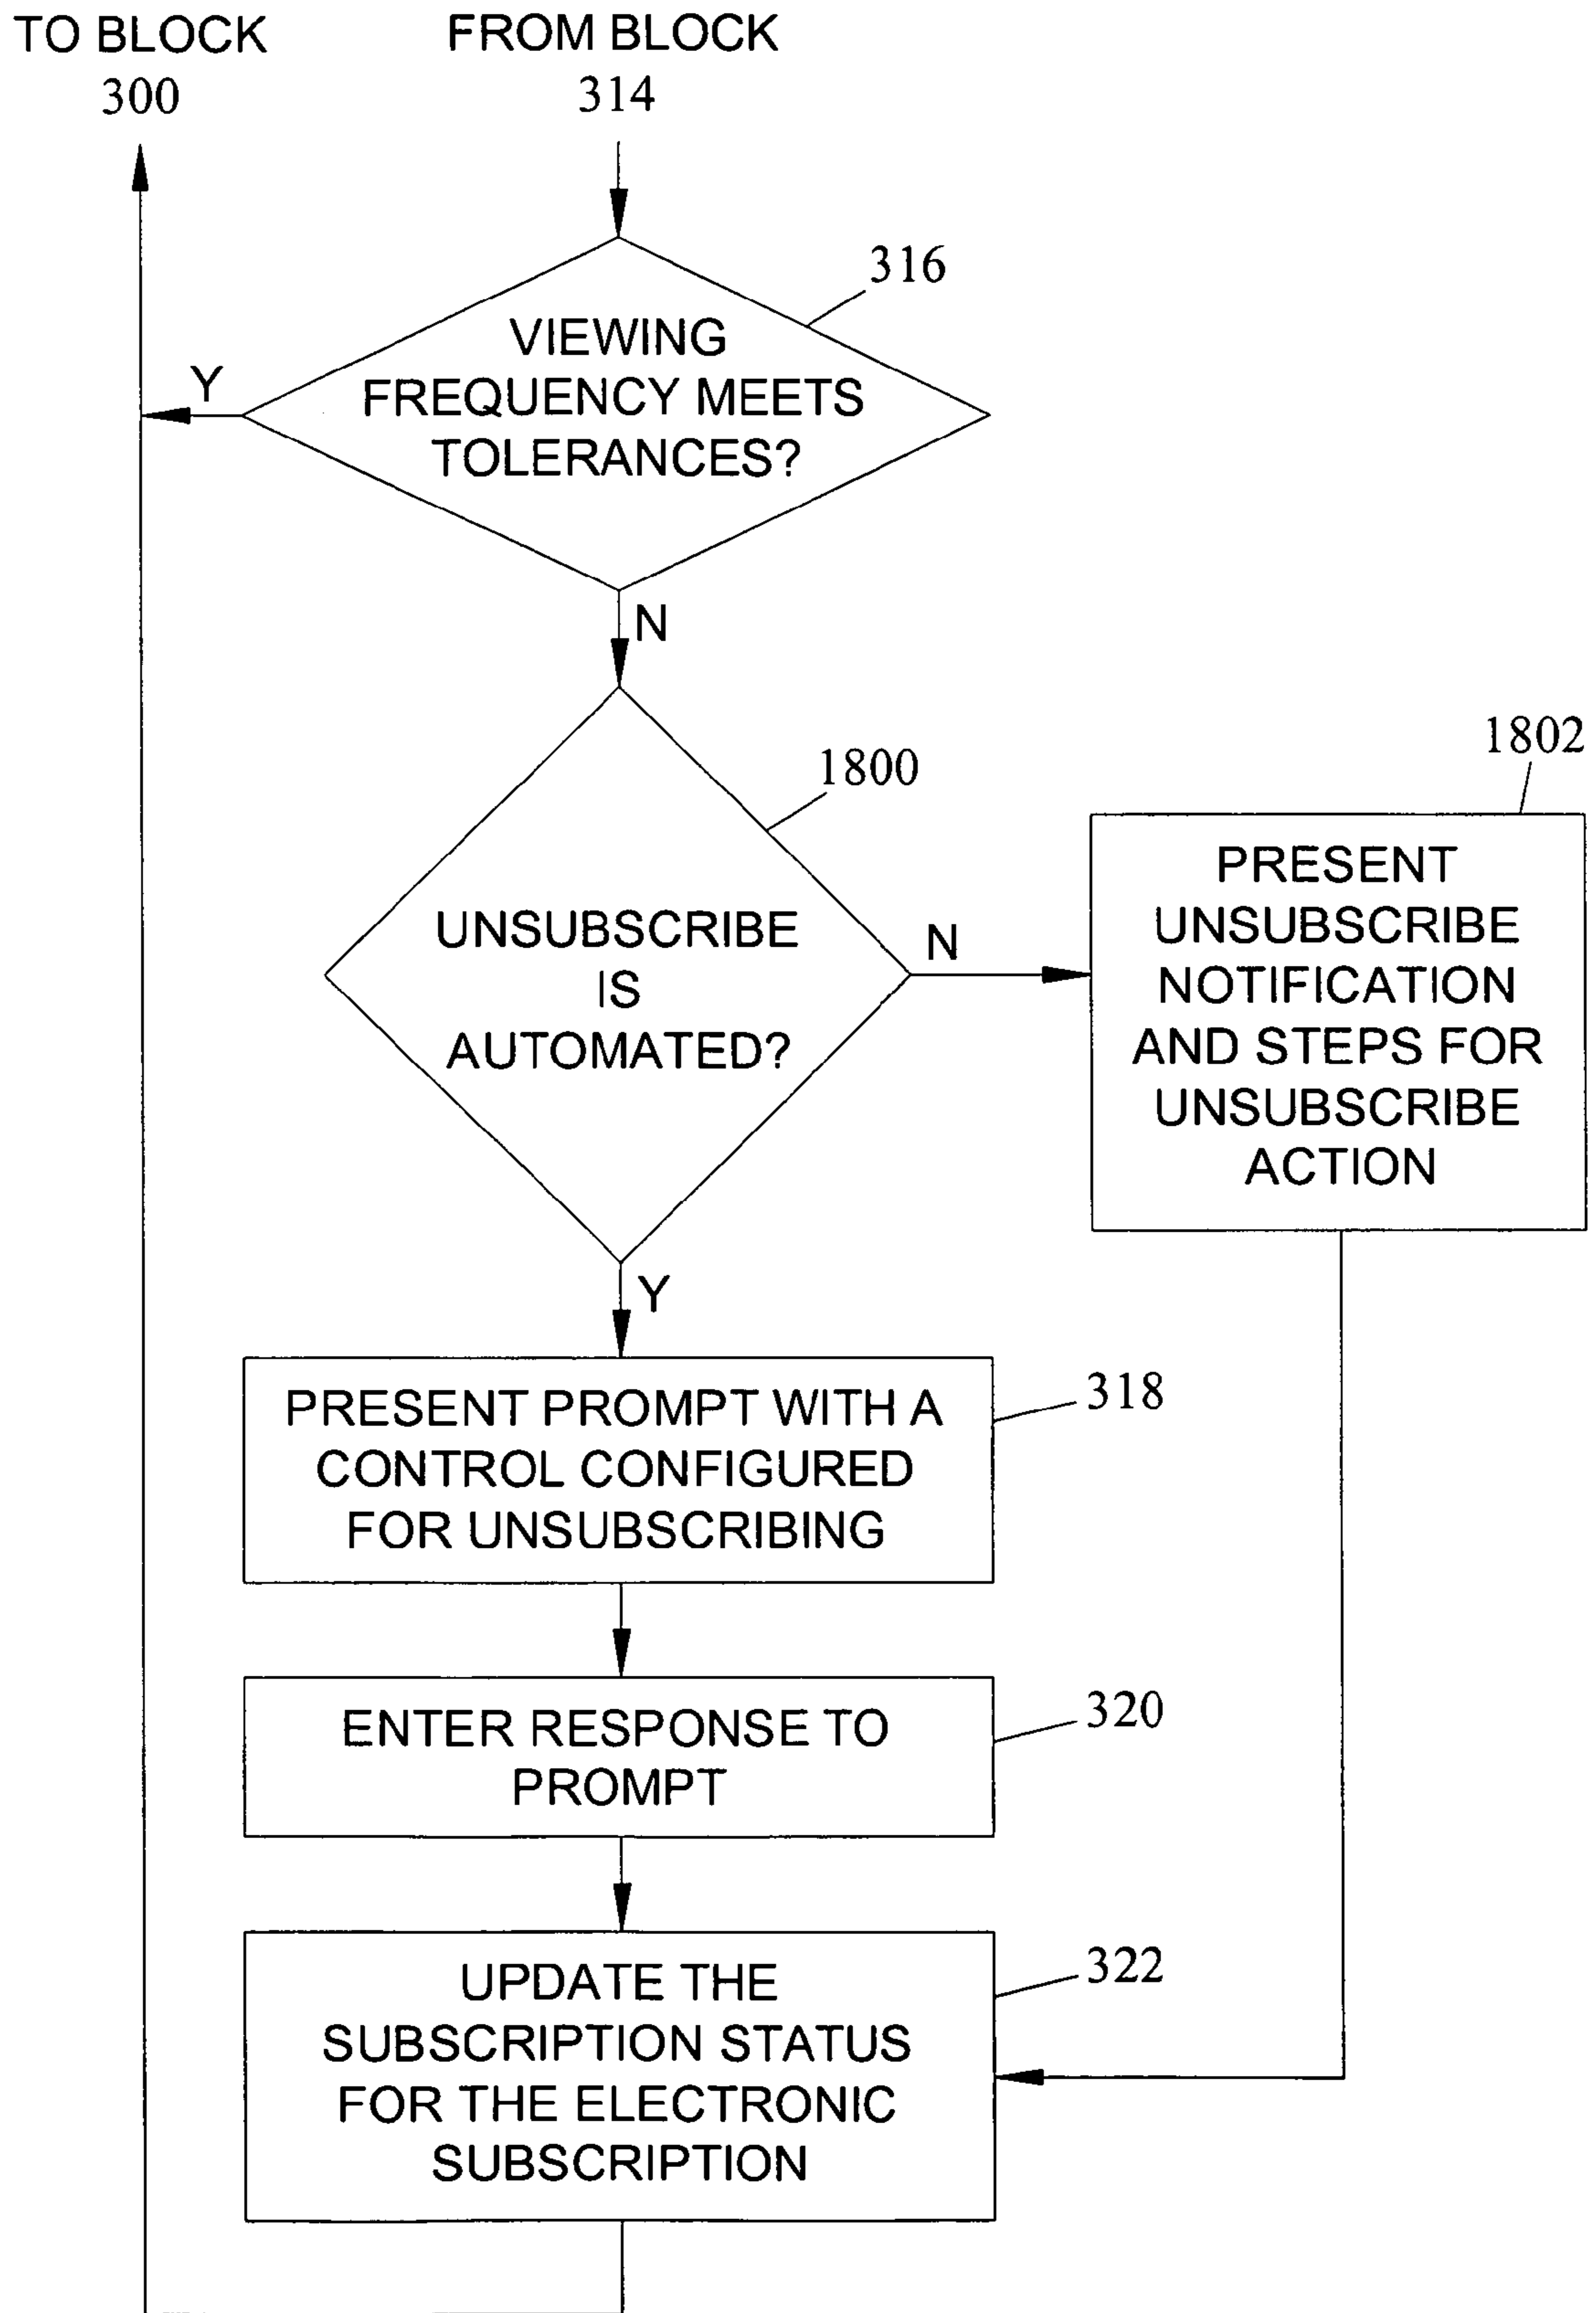 TO BLOCK
300
FROM BLOCK
314
316
VIEWING
FREQUENCY MEETS
TOLERANCES?
Y
N
1800
UNSUBSCRIBE
IS
AUTOMATED?
N
1802
PRESENT
UNSUBSCRIBE
NOTIFICATION
AND STEPS FOR
UNSUBSCRIBE
ACTION
Y
PRESENT PROMPT WITH A
CONTROL CONFIGURED
FOR UNSUBSCRIBING
318
ENTER RESPONSE TO
PROMPT
320
UPDATE THE
SUBSCRIPTION STATUS
FOR THE ELECTRONIC
SUBSCRIPTION
322